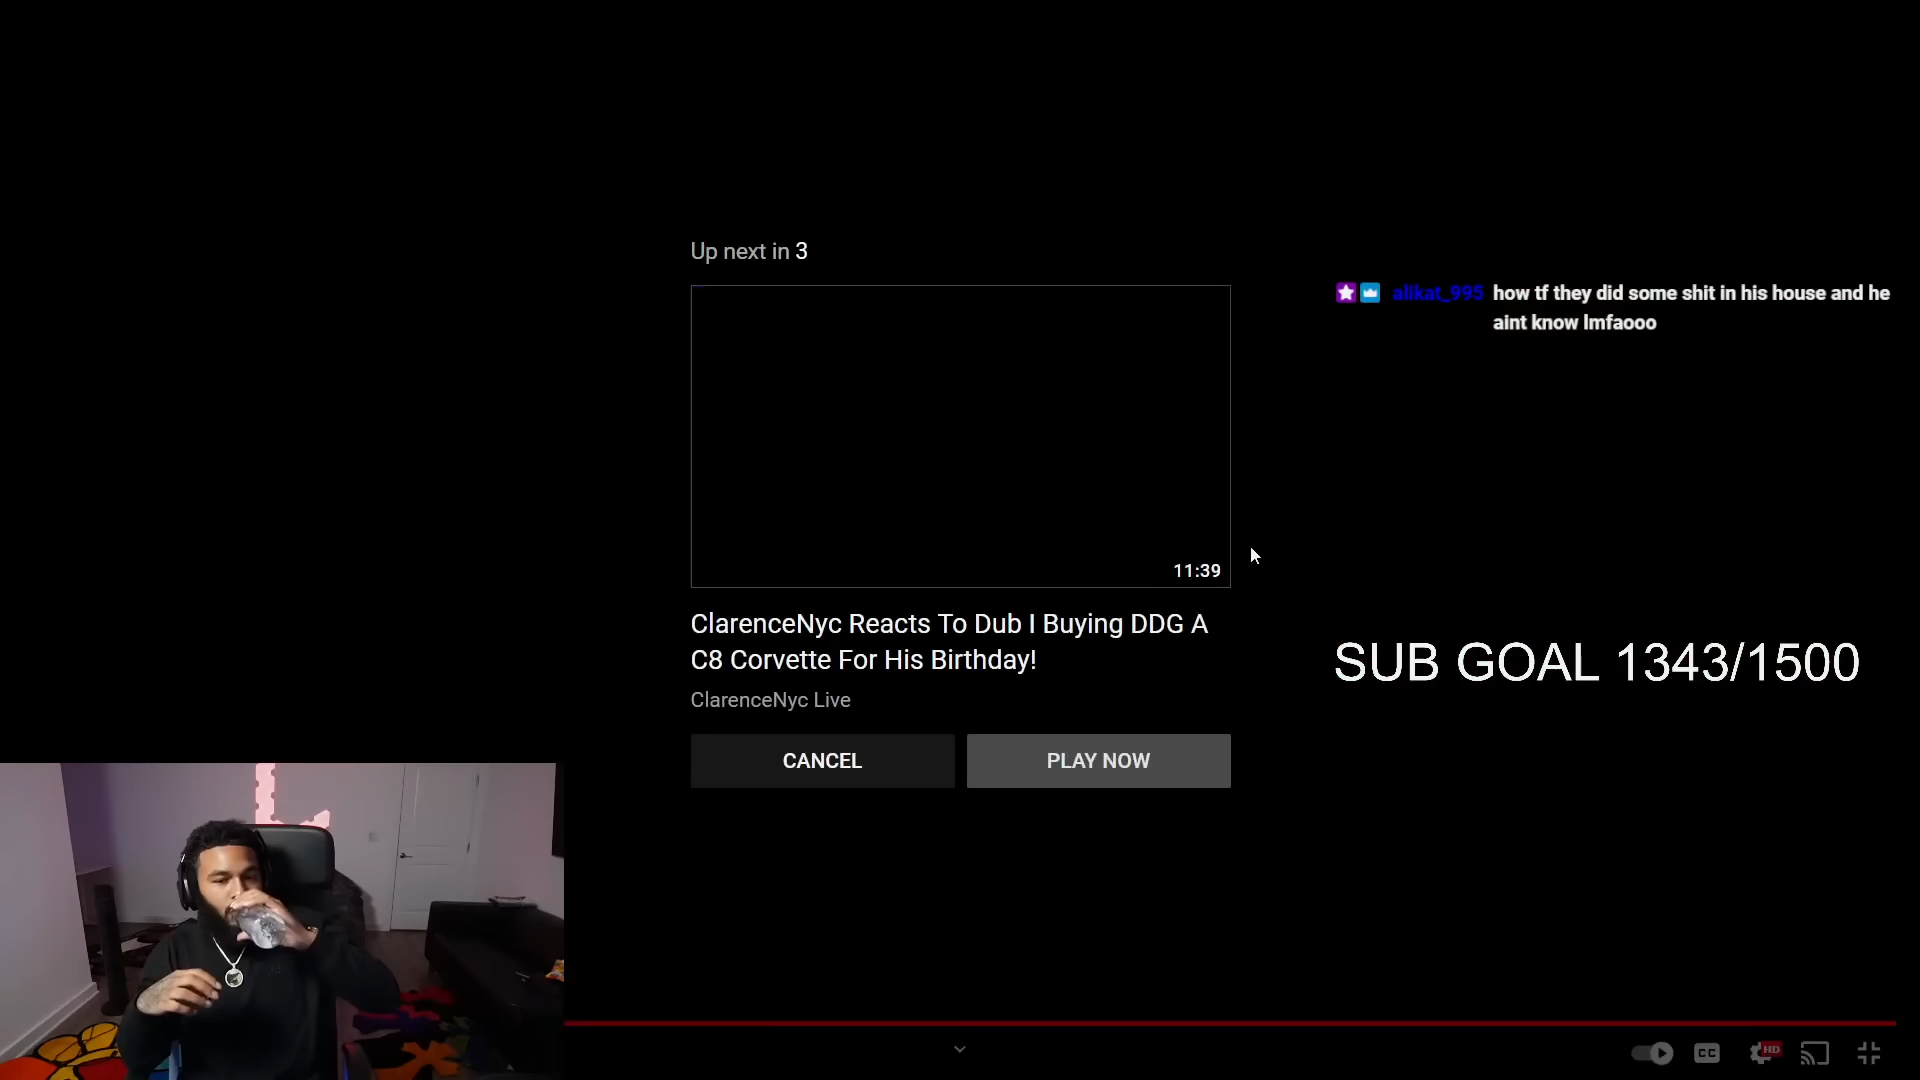 Up next in 3
alikat_995 how tf they did some shit in his house and he
aint know lmfaooo
11:39
ClarenceNyc Reacts To Dub I Buying DDG A
C8 Corvette For His Birthday!
ClarenceNyc Live
SUB GOAL 1343/1500
CANCEL
PLAY NOW
CC
HD